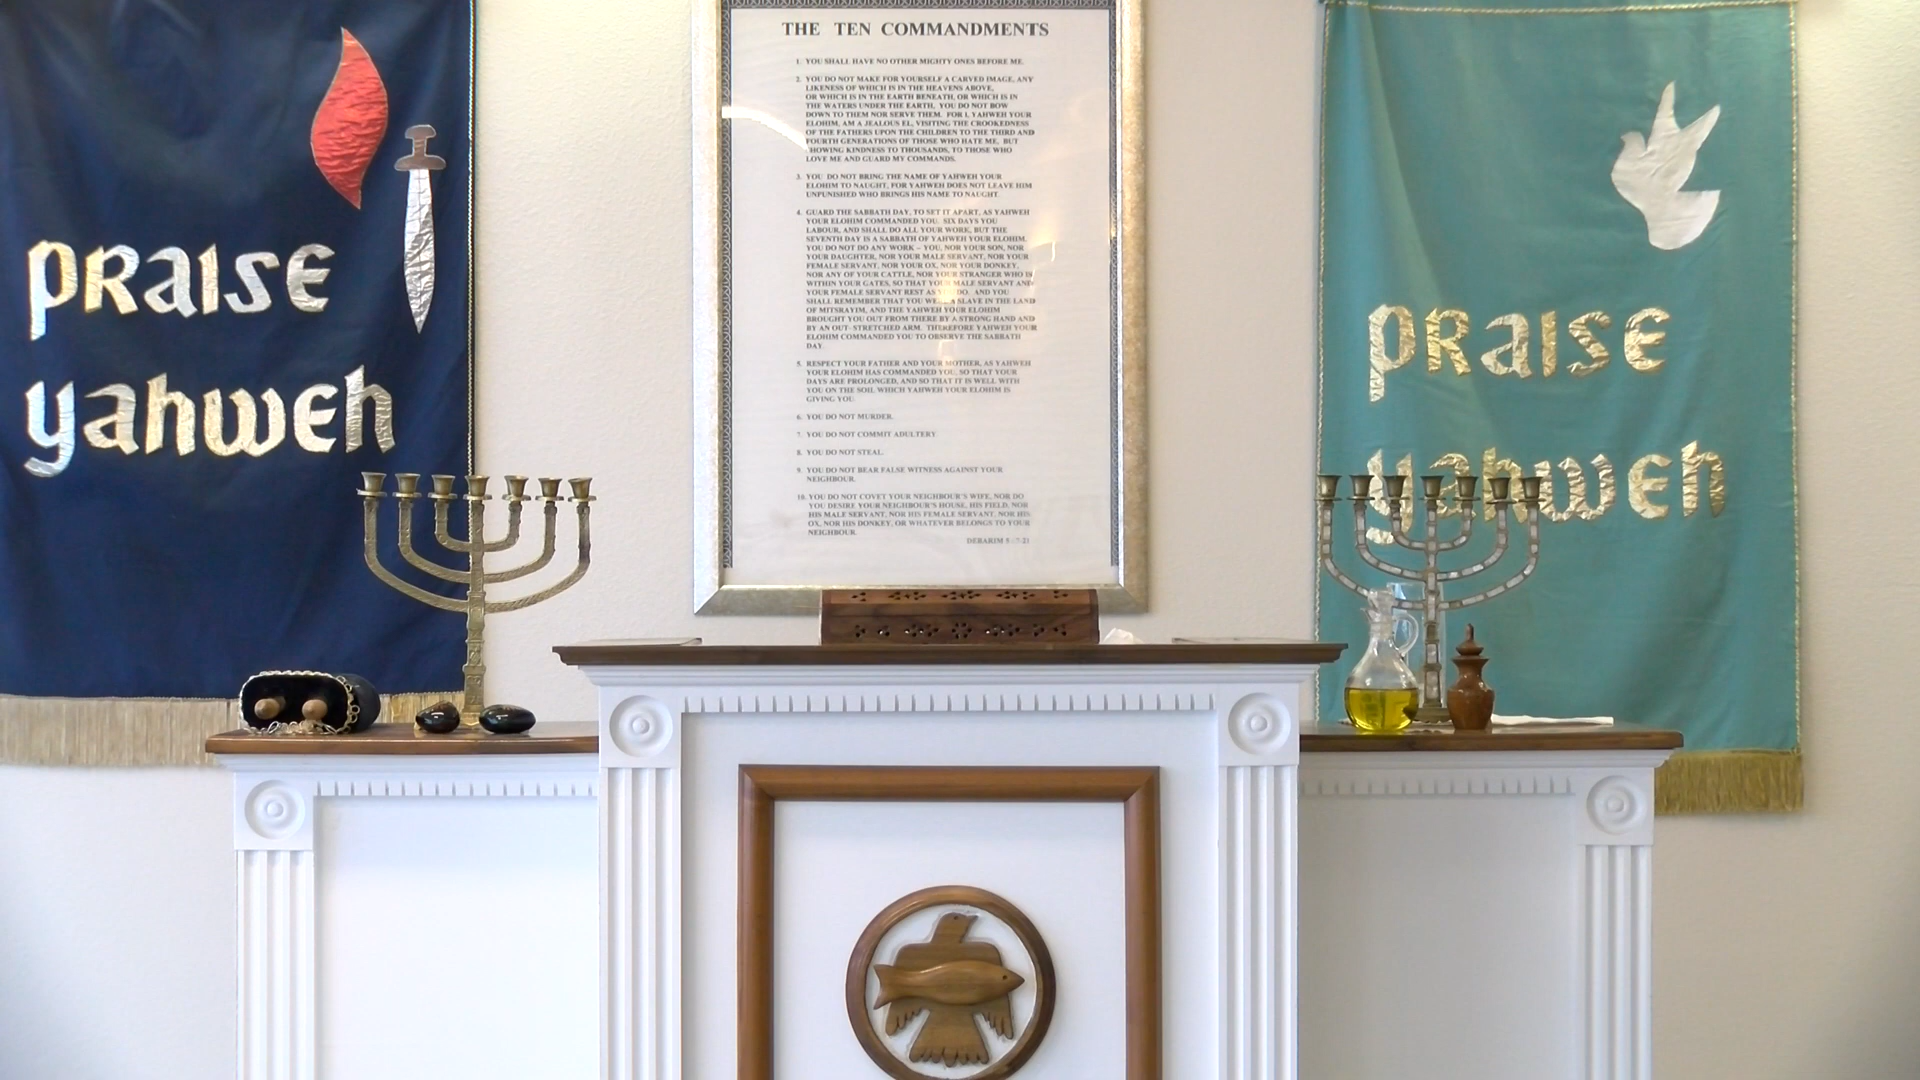 praise
yahweh
THE TEN COMMANDMENTS
1. YOU SHALL HAVE NO OTHER MIGHTY ONES BEFORE ME.
2. YOU DO NOT MAKE FOR YOURSELF A CARVED IMAGE, ANY
LIKENESS OF WHICH IS IN THE HEAVENS ABOVE,
OR WHICH IS IN THE EARTH BENEATH, OR WHICH IS IN
THE WATERS UNDER THE EARTH, YOU DO NOT BOW
DOWN TO THEM NOR SERVE THEM. FOR I, YAHWEH YOUR
ELOHIM, AM A JEALOUS EL, VISITING THE CROOKEDNESS
OF THE FATHERS UPON THE CHILDREN TO THE THIRD AND
FOURTH GENERATIONS OF THOSE WHO HATE ME, BUT
SHOWING KINDNESS TO THOUSANDS, TO THOSE WHO
LOVE ME AND GUARD MY COMMANDS.
3. YOU DO NOT BRING THE NAME OF YAHWEH YOUR
ELOHIM TO NAUGHT, FOR YAHWEH DOES NOT LEAVE HIM
UNPUNISHED WHO BRINGS HIS NAME TO NAUGHT.
4. GUARD THE SABBATH DAY, TO SET IT APART, AS YAHWEH
YOUR ELOHIM COMMANDED YOU. SIX DAYS YOU
LABOUR, AND SHALL DO ALL YOUR WORK, BUT THE
SEVENTH DAY IS A SABBATH OF YAHWEH YOUR ELOHIM.
YOU DO NOT DO ANY WORK – YOU, NOR YOUR SON, NOR
YOUR DAUGHTER, NOR YOUR MALE SERVANT, NOR YOUR
FEMALE SERVANT, NOR YOUR OX, NOR YOUR DONKEY,
NOR ANY OF YOUR CATTLE, NOR YOUR STRANGER WHO IS
WITHIN YOUR GATES, SO THAT YOUR MALE SERVANT AND
YOUR FEMALE SERVANT REST AS YOU DO. AND YOU
SHALL REMEMBER THAT YOU WERE A SLAVE IN THE LAND
OF MITSRAYIM, AND THE YAHWEH YOUR ELOHIM
BROUGHT YOU OUT FROM THERE BY A STRONG HAND AND
BY AN OUT-STRETCHED ARM. THEREFORE YAHWEH YOUR
ELOHIM COMMANDED YOU TO OBSERVE THE SABBATH
DAY.
5. RESPECT YOUR FATHER AND YOUR MOTHER, AS YAHWEH
YOUR ELOHIM HAS COMMANDED YOU, SO THAT YOUR
DAYS ARE PROLONGED, AND SO THAT IT IS WELL WITH
YOU ON THE SOIL WHICH YAHWEH YOUR ELOHIM IS
GIVING YOU.
6. YOU DO NOT MURDER.
7. YOU DO NOT COMMIT ADULTERY
8. YOU DO NOT STEAL.
9. YOU DO NOT BEAR FALSE WITNESS AGAINST YOUR
NEIGHBOUR.
10. YOU DO NOT COVET YOUR NEIGHBOUR'S WIFE, NOR DO
YOU DESIRE YOUR NEIGHBOUR'S HOUSE, HIS FIELD, NOR
HIS MALE SERVANT, NOR HIS FEMALE SERVANT, NOR HIS
OX, NOR HIS DONKEY, OR WHATEVER BELONGS TO YOUR
NEIGHBOUR.
DEBARIM
praise
yahweh